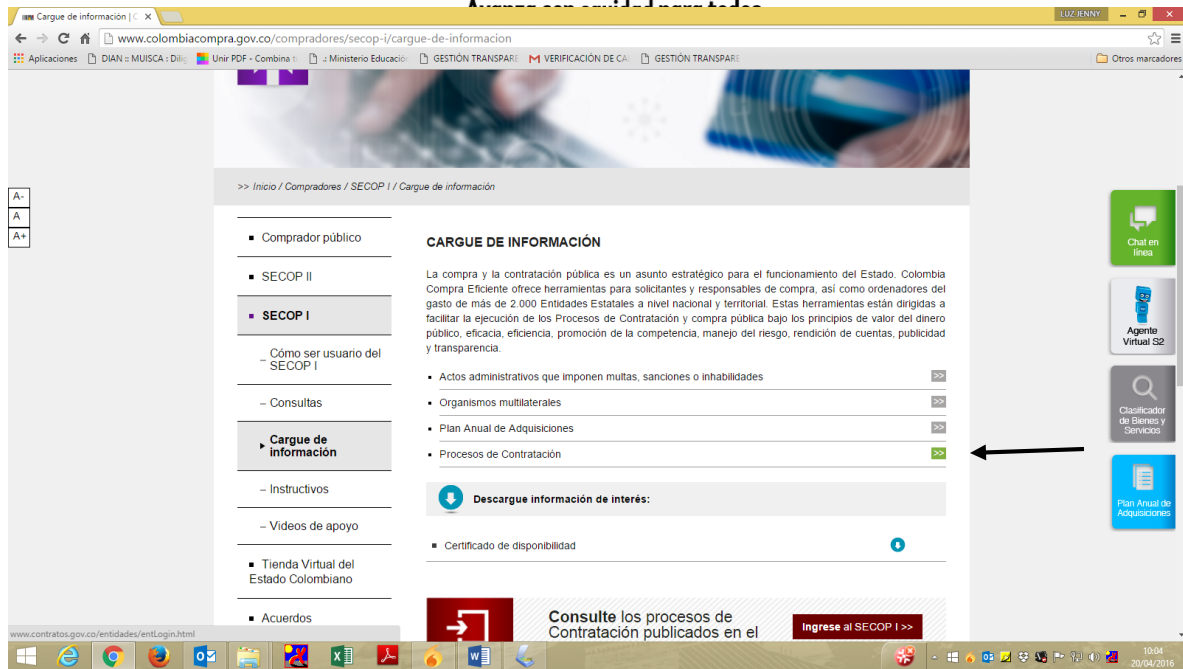 Avanza con equidad para todos
Cargue de información | C
LUZ JENNY
www.colombiacompra.gov.co/compradores/secop-i/cargue-de-informacion
Aplicaciones
DIAN :: MUISCA : Dilig
Unir PDF - Combina t
.: Ministerio Educació
GESTIÓN TRANSPARE
VERIFICACIÓN DE CA
GESTIÓN TRANSPARE
Otros marcadores
>> Inicio / Compradores / SECOP I / Cargue de información
A-
A
A+
Comprador público
SECOP II
SECOP I
Cómo ser usuario del
SECOP I
Consultas
Cargue de
información
Instructivos
Videos de apoyo
Tienda Virtual del
Estado Colombiano
Acuerdos
CARGUE DE INFORMACIÓN
La compra y la contratación pública es un asunto estratégico para el funcionamiento del Estado. Colombia
Compra Eficiente ofrece herramientas para solicitantes y responsables de compra, así como ordenadores del
gasto de más de 2.000 Entidades Estatales a nivel nacional y territorial. Estas herramientas están dirigidas a
facilitar la ejecución de los Procesos de Contratación y compra pública bajo los principios de valor del dinero
público, eficacia, eficiencia, promoción de la competencia, manejo del riesgo, rendición de cuentas, publicidad
y transparencia.
Actos administrativos que imponen multas, sanciones o inhabilidades >>
Organismos multilaterales >>
Plan Anual de Adquisiciones >>
Procesos de Contratación >>
Descargue información de interés:
Certificado de disponibilidad
Consulte los procesos de
Contratación publicados en el
Ingrese al SECOP I >>
Chat en
línea
Agente
Virtual S2
Clasificador
de Bienes y
Servicios
Plan Anual de
Adquisiciones
www.contratos.gov.co/entidades/entLogin.html
10:04
20/04/2016